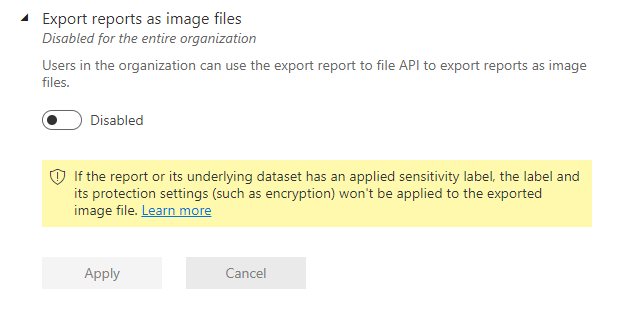 Export reports as image files
Disabled for the entire organization
Users in the organization can use the export report to file API to export reports as image
files.
Disabled
If the report or its underlying dataset has an applied sensitivity label, the label and
its protection settings (such as encryption) won't be applied to the exported
image file. Learn more
Apply
Cancel